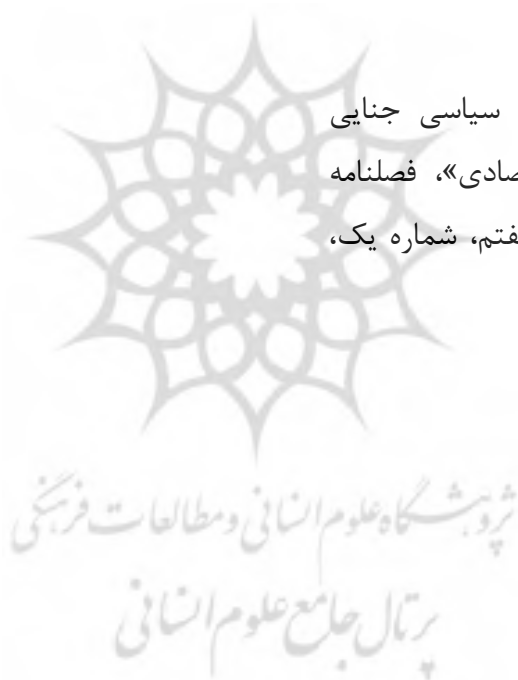 سیاسی جنایی
صادی»، فصلنامه
فتم، شماره یک،
پژوهشگاه علوم انسانی و مطالعات فرهنگی
پرتال جامع علوم انسانی